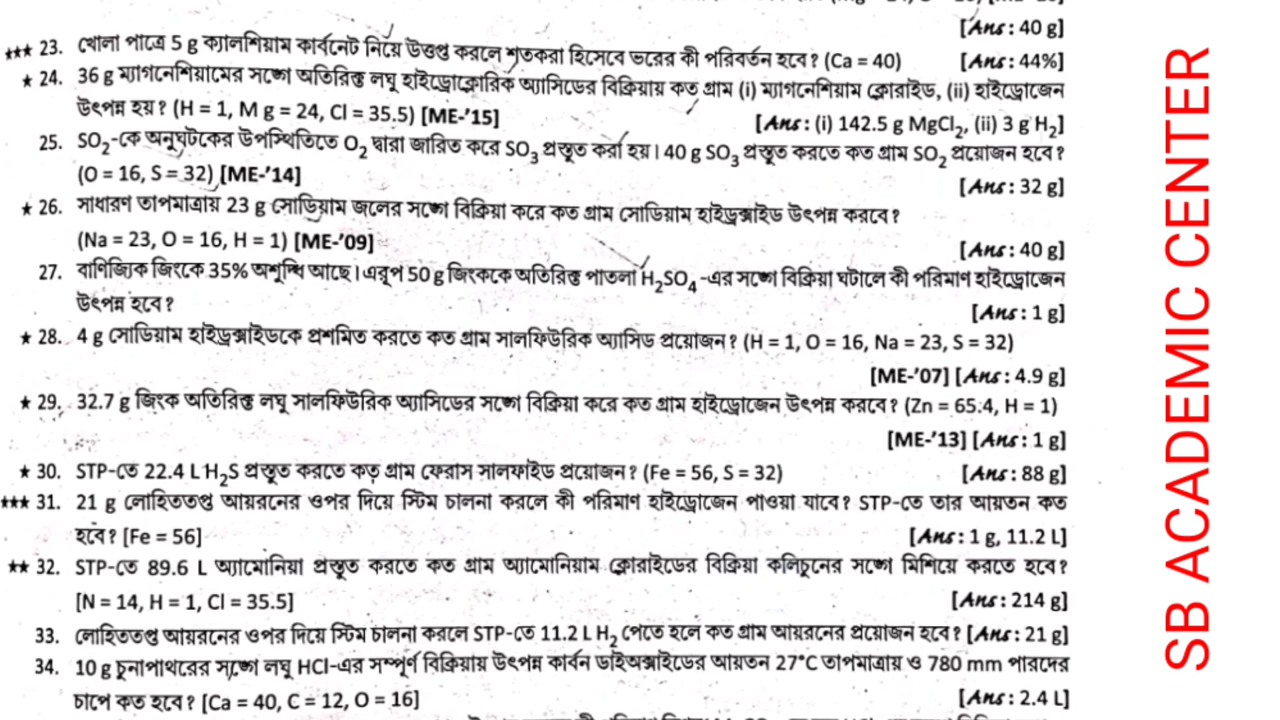 [Ans: 40 g]
★★★ 23. খোলা পাত্রে 5 g ক্যালশিয়াম কার্বনেট নিয়ে উত্তপ্ত করলে শতকরা হিসেবে ভরের কী পরিবর্তন হবে? (Ca = 40) [Ans: 44%]
★ 24. 36 g ম্যাগনেশিয়ামের সঙ্গে অতিরিক্ত লঘু হাইড্রোক্লোরিক অ্যাসিডের বিক্রিয়ায় কত গ্রাম (i) ম্যাগনেশিয়াম ক্লোরাইড, (ii) হাইড্রোজেন
উৎপন্ন হয়? (H = 1, M g = 24, Cl = 35.5) [ME-'15] [Ans: (i) 142.5 g MgCl₂, (ii) 3 g H₂]
25. SO₂-কে অনুঘটকের উপস্থিতিতে O₂ দ্বারা জারিত করে SO₃ প্রস্তুত করা হয়। 40 g SO₃ প্রস্তুত করতে কত গ্রাম SO₂ প্রয়োজন হবে?
(O = 16, S = 32) [ME-'14] [Ans: 32 g]
★ 26. সাধারণ তাপমাত্রায় 23 g সোডিয়াম জলের সঙ্গে বিক্রিয়া করে কত গ্রাম সোডিয়াম হাইড্রক্সাইড উৎপন্ন করবে?
(Na = 23, O = 16, H = 1) [ME-'09] [Ans: 40 g]
27. বাণিজ্যিক জিংকে 35% অশুদ্ধি আছে। এরূপ 50 g জিংককে অতিরিক্ত পাতলা H₂SO₄-এর সঙ্গে বিক্রিয়া ঘটালে কী পরিমাণ হাইড্রোজেন
উৎপন্ন হবে? [Ans: 1 g]
★ 28. 4 g সোডিয়াম হাইড্রক্সাইডকে প্রশমিত করতে কত গ্রাম সালফিউরিক অ্যাসিড প্রয়োজন? (H = 1, O = 16, Na = 23, S = 32)
[ME-'07] [Ans: 4.9 g]
★ 29. 32.7 g জিংক অতিরিক্ত লঘু সালফিউরিক অ্যাসিডের সঙ্গে বিক্রিয়া করে কত গ্রাম হাইড্রোজেন উৎপন্ন করবে? (Zn = 65.4, H = 1)
[ME-'13] [Ans: 1 g]
★ 30. STP-তে 22.4 L H₂S প্রস্তুত করতে কত গ্রাম ফেরাস সালফাইড প্রয়োজন? (Fe = 56, S = 32) [Ans: 88 g]
★★★ 31. 21 g লোহিততপ্ত আয়রনের ওপর দিয়ে স্টিম চালনা করলে কী পরিমাণ হাইড্রোজেন পাওয়া যাবে? STP-তে তার আয়তন কত
হবে? [Fe = 56] [Ans: 1 g, 11.2 L]
★★ 32. STP-তে 89.6 L অ্যামোনিয়া প্রস্তুত করতে কত গ্রাম অ্যামোনিয়াম ক্লোরাইডের বিক্রিয়া কলিচুনের সঙ্গে মিশিয়ে করতে হবে?
[N = 14, H = 1, Cl = 35.5] [Ans: 214 g]
33. লোহিততপ্ত আয়রনের ওপর দিয়ে স্টিম চালনা করলে STP-তে 11.2 L H₂ পেতে হলে কত গ্রাম আয়রনের প্রয়োজন হবে? [Ans: 21 g]
34. 10 g চুনাপাথরের সঙ্গে লঘু HCl-এর সম্পূর্ণ বিক্রিয়ায় উৎপন্ন কার্বন ডাইঅক্সাইডের আয়তন 27°C তাপমাত্রায় ও 780 mm পারদের
চাপে কত হবে? [Ca = 40, C = 12, O = 16] [Ans: 2.4 L]
SB ACADEMIC CENTER